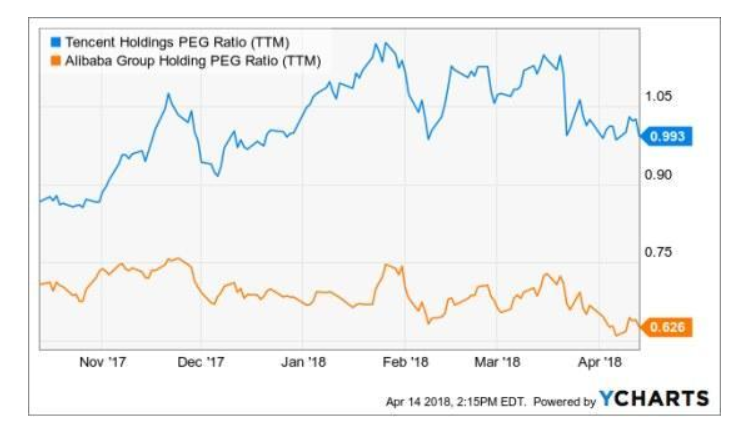 Tencent Holdings PEG Ratio (TTM)
Alibaba Group Holding PEG Ratio (TTM)
1.05
0.993
0.90
0.75
0.626
Nov '17 Dec '17 Jan '18 Feb '18 Mar '18 Apr '18
Apr 14 2018, 2:15PM EDT. Powered by YCHARTS